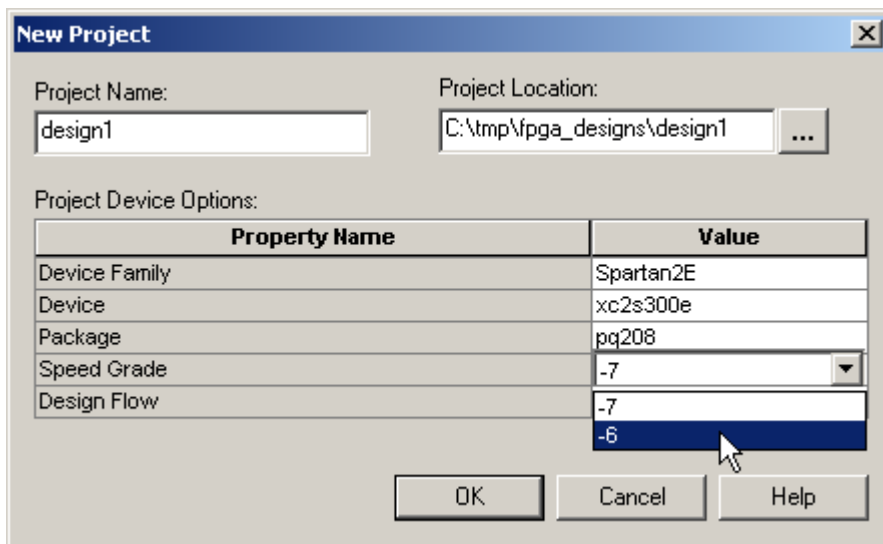 New Project
Project Name:
Project Location:
design1
C:\tmp\fpga_designs\design1
...
Project Device Options:
Property Name Value
Device Family Spartan2E
Device xc2s300e
Package pq208
Speed Grade -7
Design Flow -7
-6
OK Cancel Help